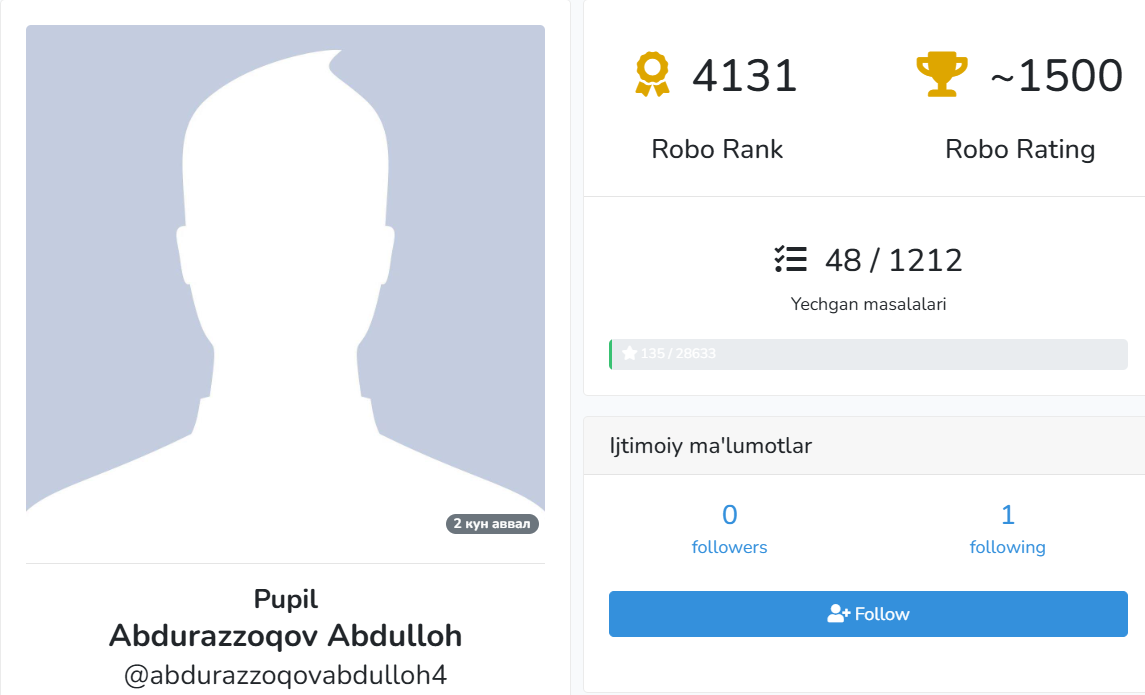 2 кун аввал
Pupil
Abdurazzoqov Abdulloh
@abdurazzoqovabdulloh4
4131
Robo Rank
~1500
Robo Rating
48 / 1212
Yechgan masalalari
135 / 28633
Ijtimoiy ma'lumotlar
0
followers
1
following
Follow